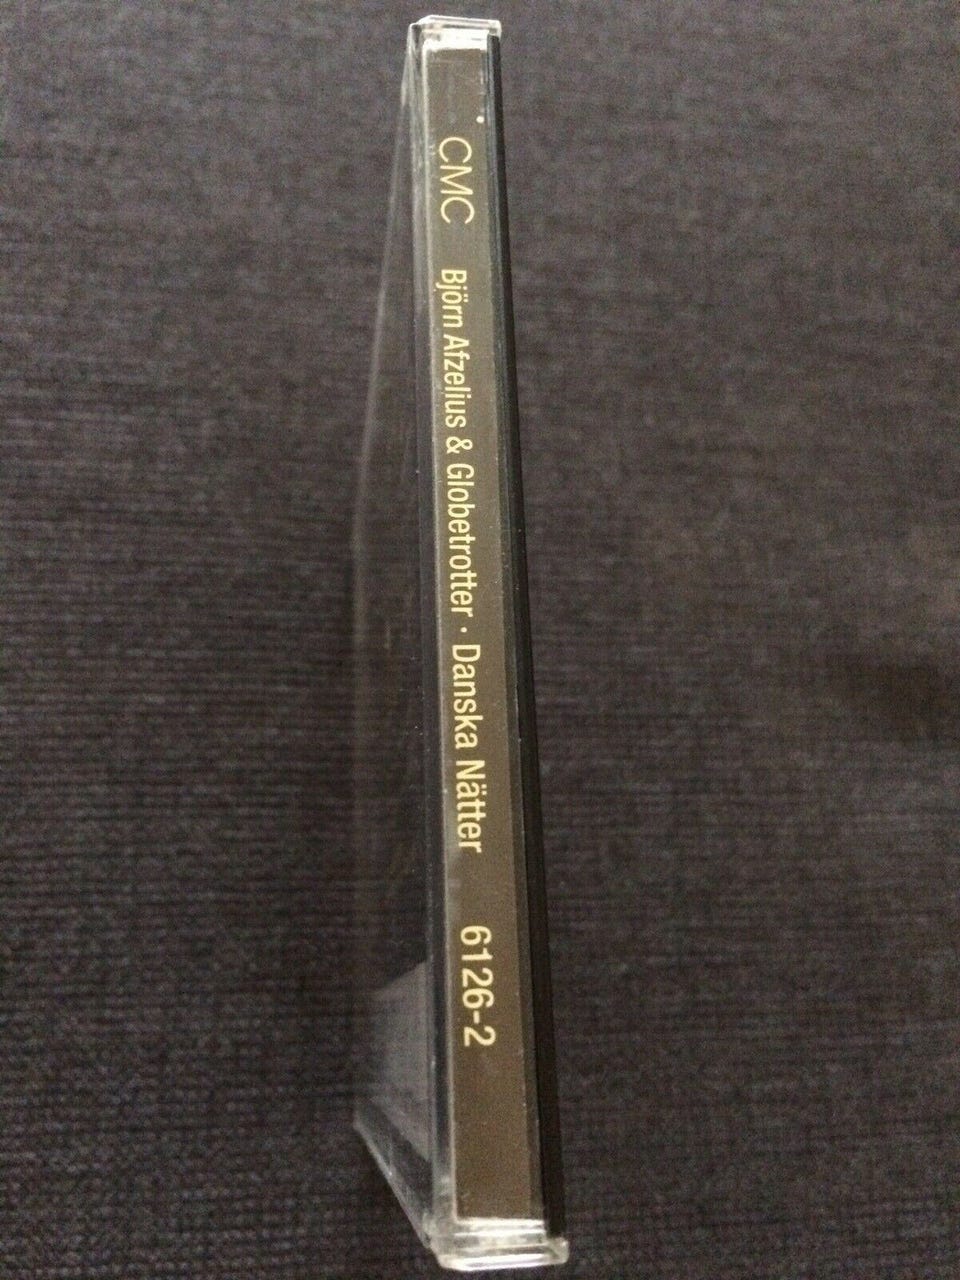 CMC Björn Afzelius & Globetrotter · Danska Nätter 6126-2